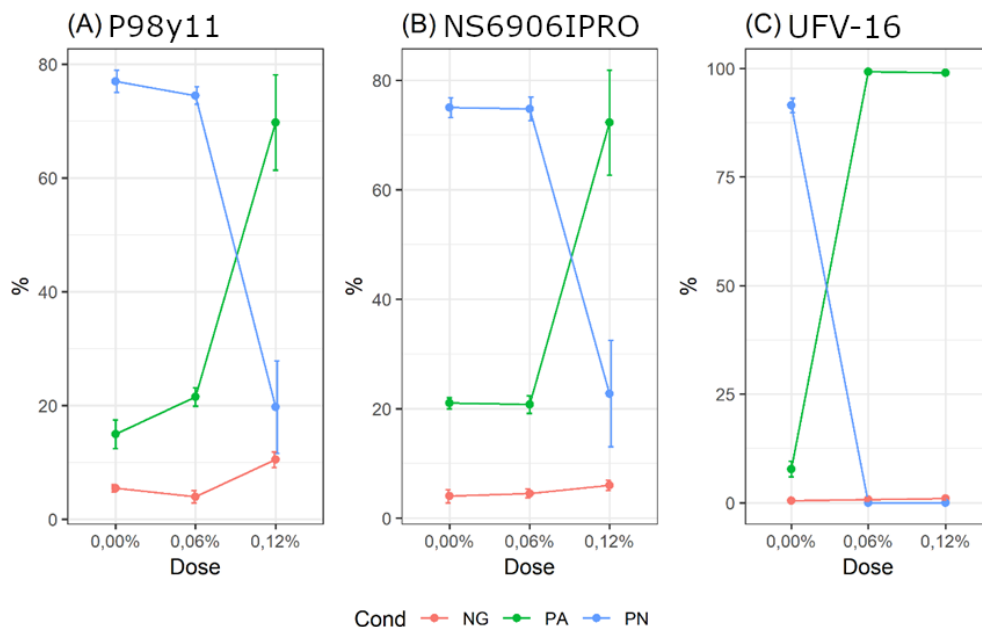 (A) P98y11
80
60
40
20
0
%
0,00% 0,06% 0,12%
Dose
(B) NS6906IPRO
80
60
40
20
0
%
0,00% 0,06% 0,12%
Dose
(C) UFV-16
100
75
50
25
0
%
0,00% 0,06% 0,12%
Dose
Cond NG PA PN